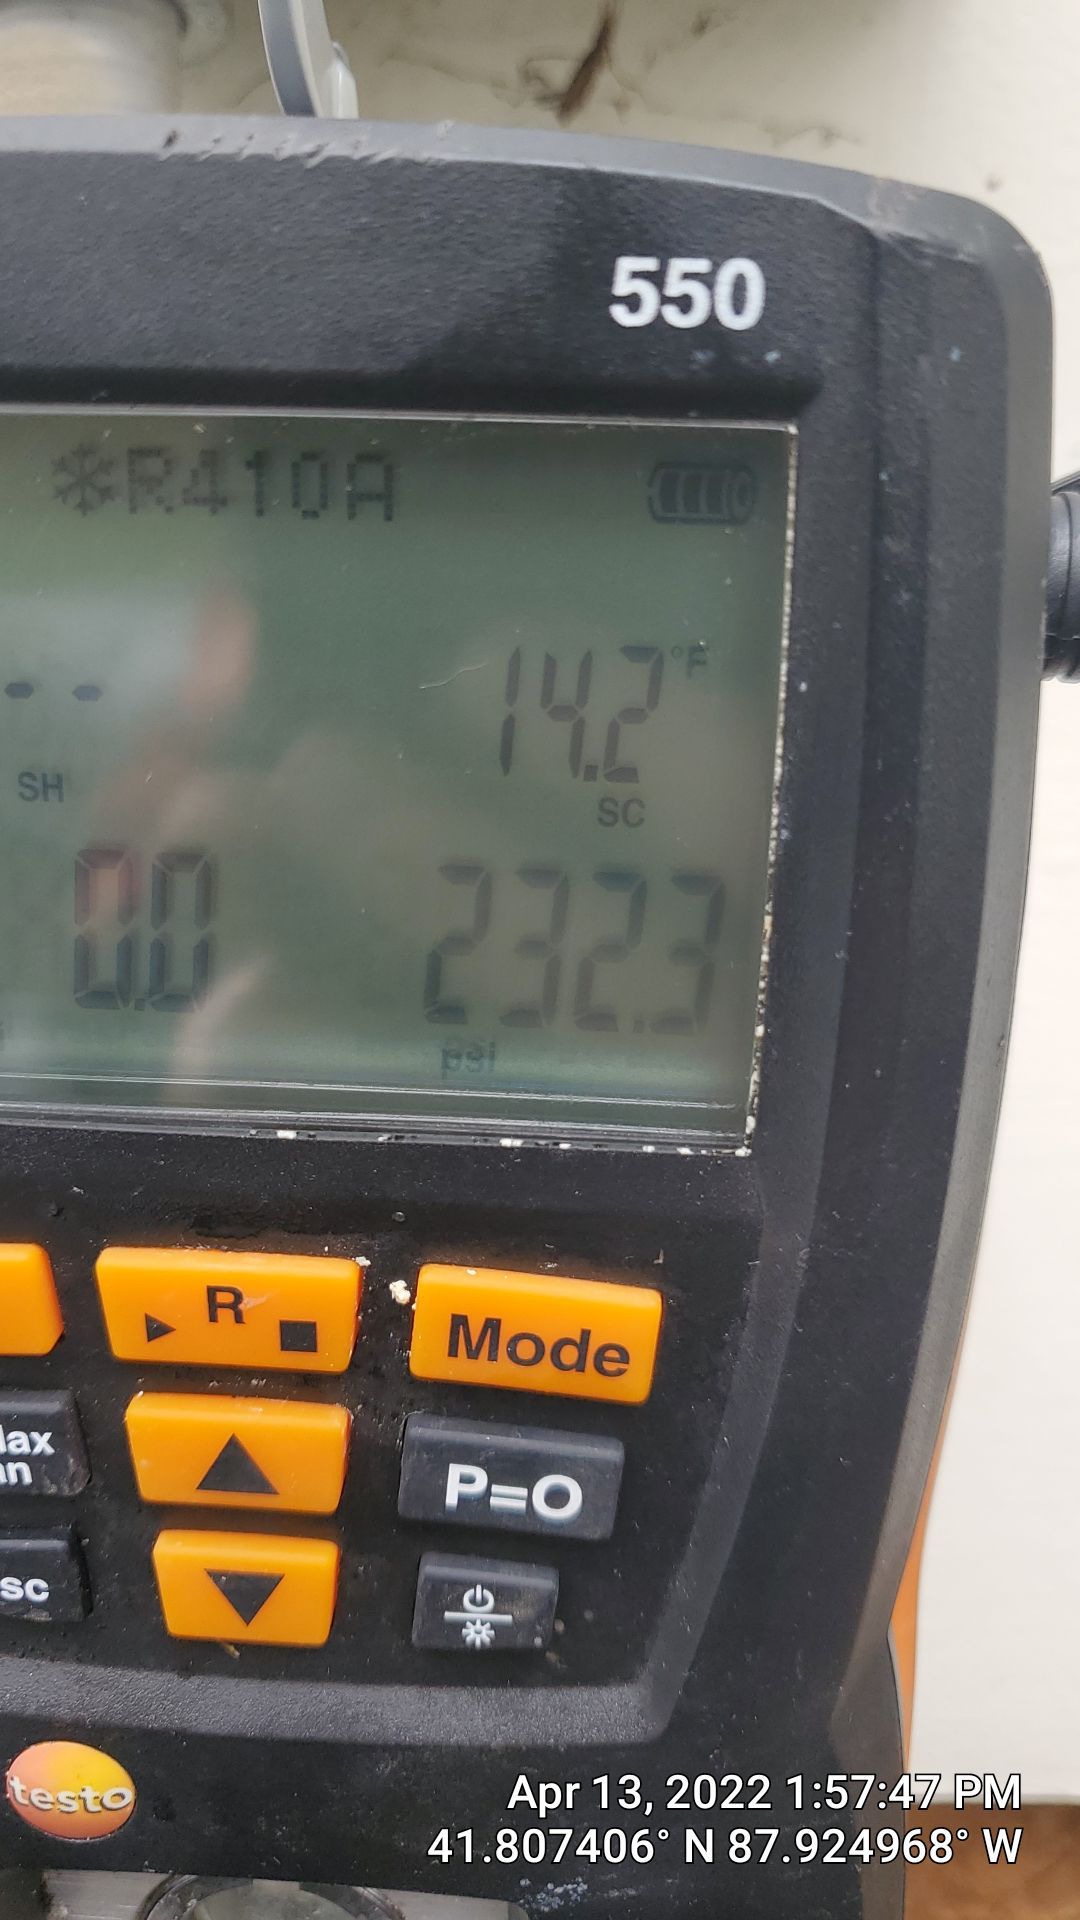 550
R410A
-- 14.2 °F
SH SC
0.0 232.3
psi
R Mode
P=O
sc
testo
Apr 13, 2022 1:57:47 PM
41.807406° N 87.924968° W